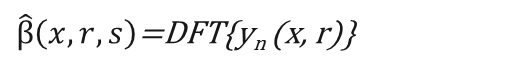 β̂(x, r, s)=DFT{yₙ(x, r)}